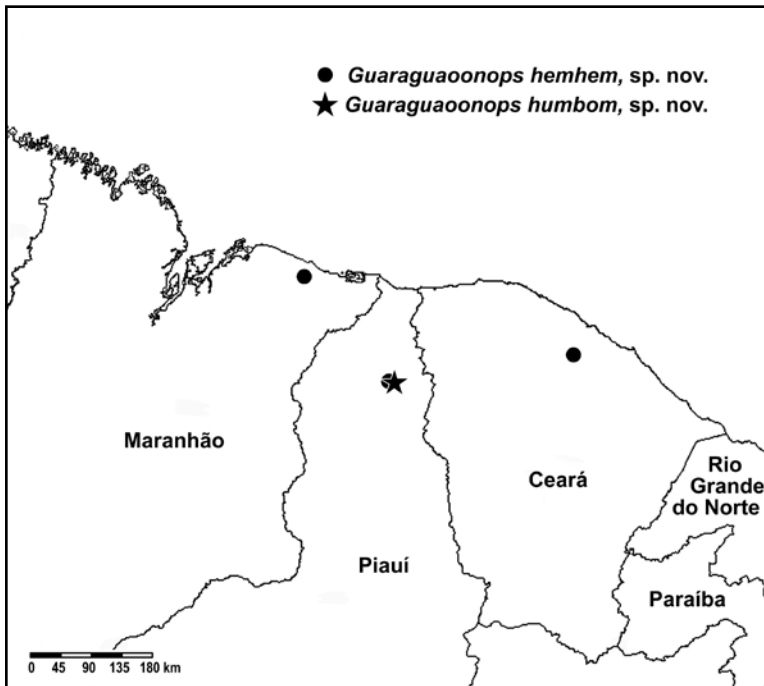 Guaraguaoonops hemhem, sp. nov.
Guaraguaoonops humbom, sp. nov.
Maranhão
Piauí
Ceará
Rio
Grande
do Norte
Paraíba
0 45 90 135 180 km